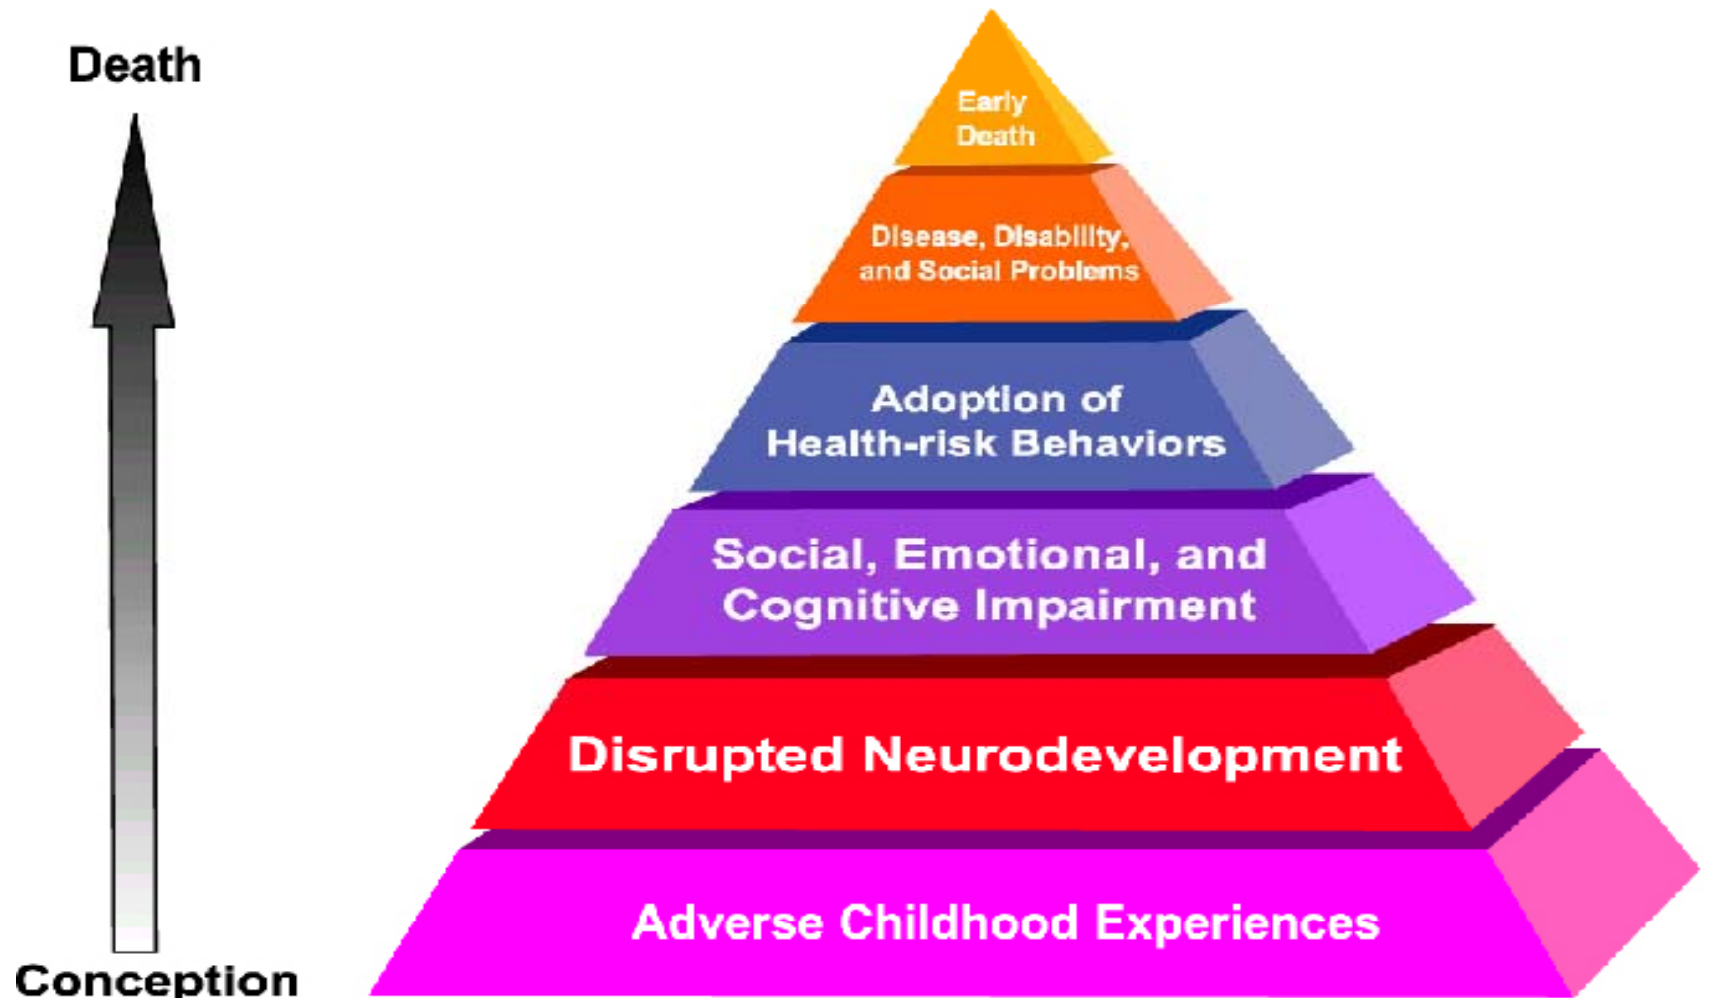 Death
Early
Death
Disease, Disability,
and Social Problems
Adoption of
Health-risk Behaviors
Social, Emotional, and
Cognitive Impairment
Disrupted Neurodevelopment
Adverse Childhood Experiences
Conception